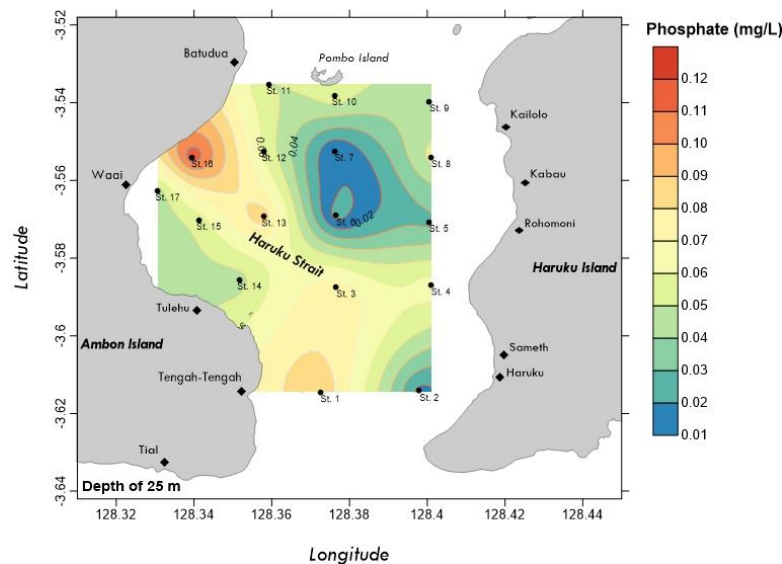 Phosphate (mg/L)
-3.52
-3.54
-3.56
-3.58
-3.6
-3.62
-3.64
Latitude
Batudua
Pombo Island
St. 11
St. 10
St. 9
Kailolo
0.04
St. 12
St. 7
St. 8
St. 16
Waai
Kabau
St. 17
St. 15
St. 13
St. 6
0.02
St. 5
Rohomoni
Haruku Strait
Haruku Island
St. 14
St. 3
St. 4
Tulehu
Ambon Island
Sameth
Tengah-Tengah
Haruku
St. 1
St. 2
Tial
Depth of 25 m
128.32
128.34
128.36
128.38
128.4
128.42
128.44
Longitude
0.12
0.11
0.10
0.09
0.08
0.07
0.06
0.05
0.04
0.03
0.02
0.01